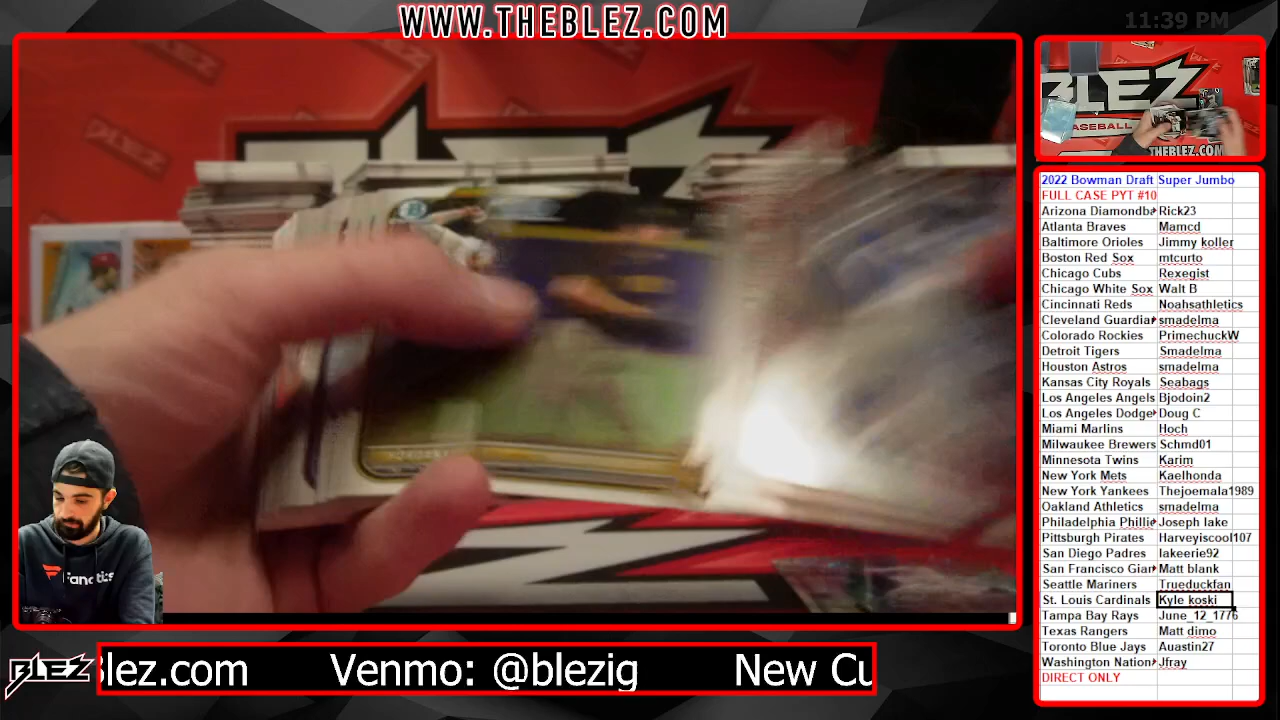 WWW.THEBLEZ.COM
11:39 PM
BLEZ
BASEBALL
THEBLEZ.COM
2022 Bowman Draft Super Jumbo
FULL CASE PYT #10
Arizona Diamondba Rick23
Atlanta Braves Mamcd
Baltimore Orioles Jimmy koller
Boston Red Sox mtcurto
Chicago Cubs Rexegist
Chicago White Sox Walt B
Cincinnati Reds Noahsathletics
Cleveland Guardia smadelma
Colorado Rockies PrimechuckW
Detroit Tigers Smadelma
Houston Astros smadelma
Kansas City Royals Seabags
Los Angeles Angels Bjodoin2
Los Angeles Dodge Doug C
Miami Marlins Hoch
Milwaukee Brewers Schmd01
Minnesota Twins Karim
New York Mets Kaelhonda
New York Yankees Thejoemala1989
Oakland Athletics smadelma
Philadelphia Phillie Joseph lake
Pittsburgh Pirates Harveyiscool107
San Diego Padres lakeerie92
San Francisco Gian Matt blank
Seattle Mariners Trueduckfan
St. Louis Cardinals Kyle koski
Tampa Bay Rays June_12_1776
Texas Rangers Matt dimo
Toronto Blue Jays Auastin27
Washington Nation Jfray
DIRECT ONLY
BLEZ
Fanatics
BLEZ
lez.com Venmo: @blezig New Cu